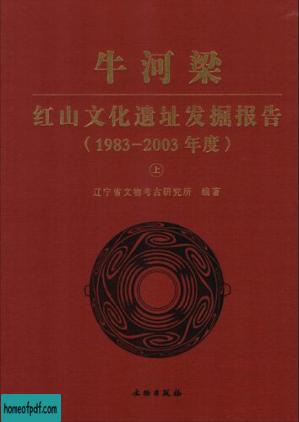 牛河梁
红山文化遗址发掘报告
（1983-2003年度）
上
辽宁省文物考古研究所 编著
文物出版社
homeofpdf.com